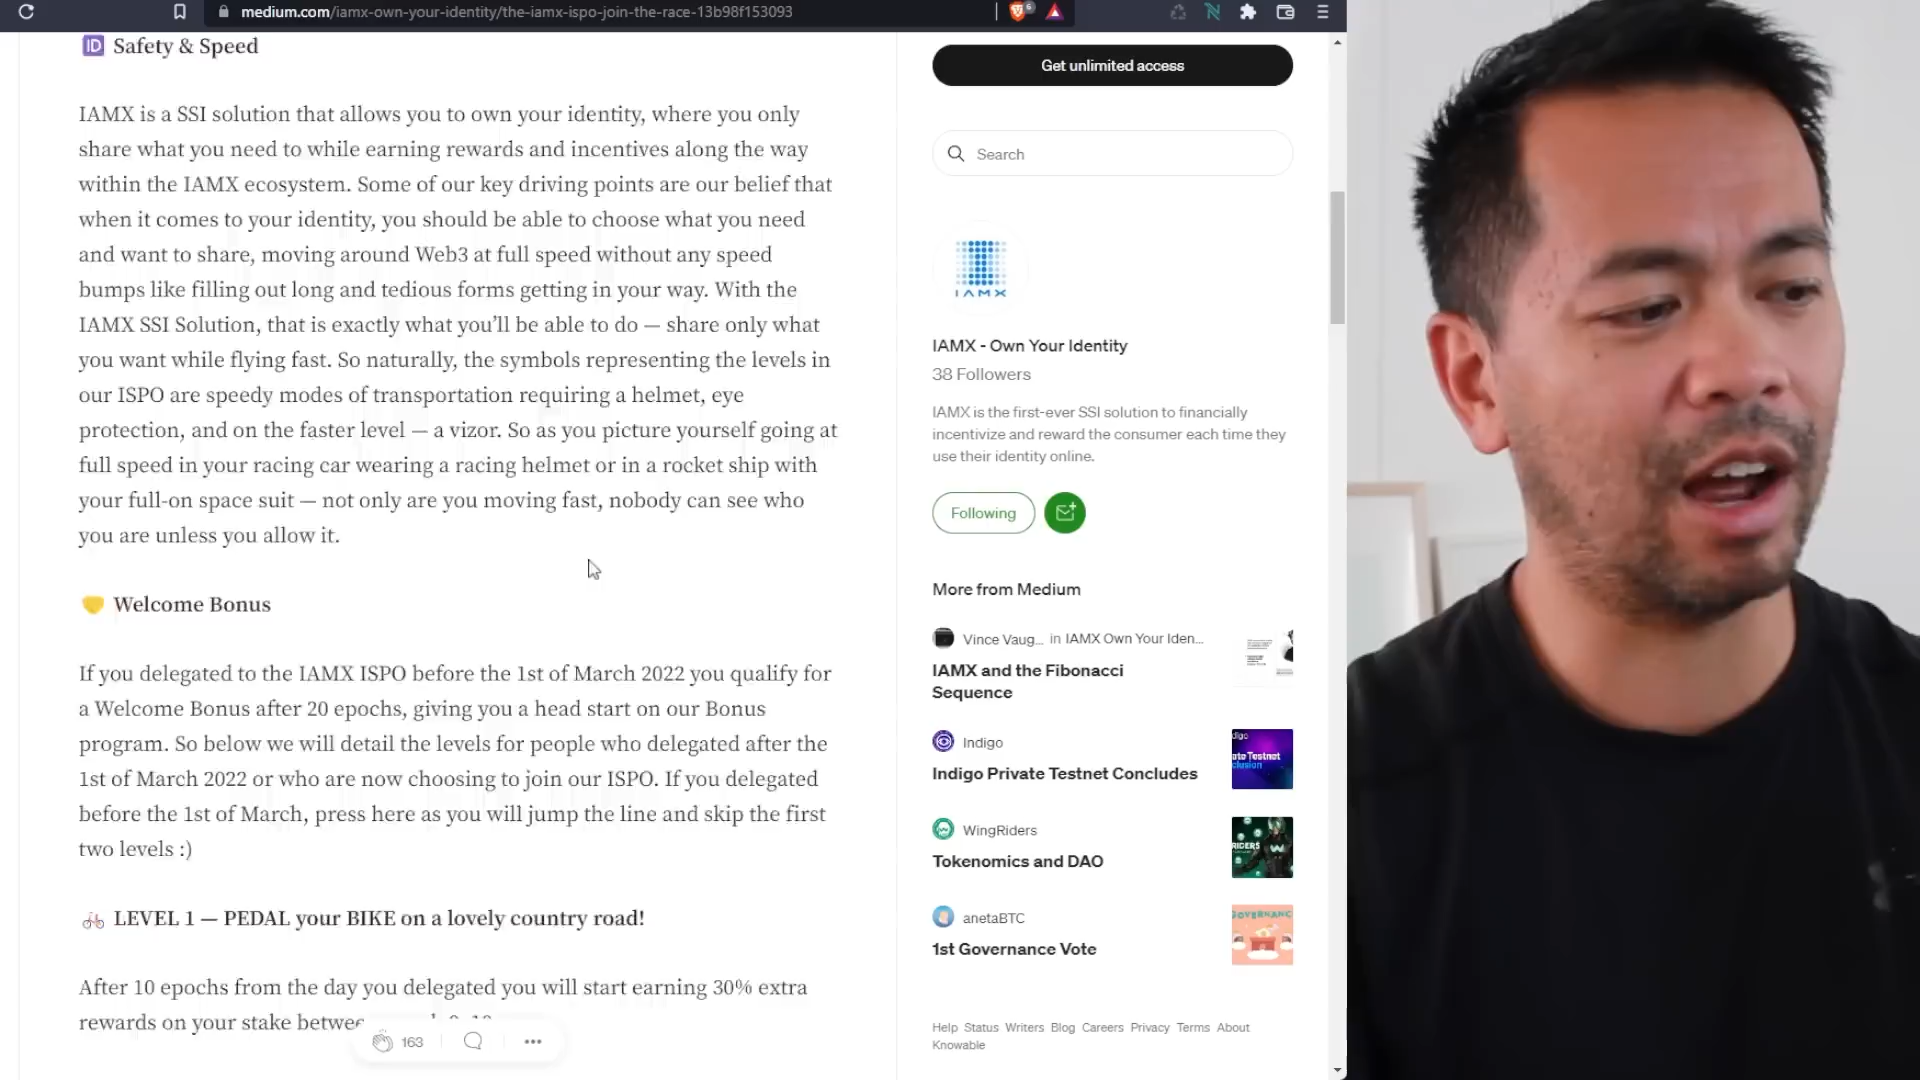 medium.com/iamx-own-your-identity/the-iamx-ispo-join-the-race-13b98f153093
6
ID Safety & Speed
IAMX is a SSI solution that allows you to own your identity, where you only
share what you need to while earning rewards and incentives along the way
within the IAMX ecosystem. Some of our key driving points are our belief that
when it comes to your identity, you should be able to choose what you need
and want to share, moving around Web3 at full speed without any speed
bumps like filling out long and tedious forms getting in your way. With the
IAMX SSI Solution, that is exactly what you’ll be able to do — share only what
you want while flying fast. So naturally, the symbols representing the levels in
our ISPO are speedy modes of transportation requiring a helmet, eye
protection, and on the faster level — a vizor. So as you picture yourself going at
full speed in your racing car wearing a racing helmet or in a rocket ship with
your full-on space suit — not only are you moving fast, nobody can see who
you are unless you allow it.
Welcome Bonus
If you delegated to the IAMX ISPO before the 1st of March 2022 you qualify for
a Welcome Bonus after 20 epochs, giving you a head start on our Bonus
program. So below we will detail the levels for people who delegated after the
1st of March 2022 or who are now choosing to join our ISPO. If you delegated
before the 1st of March, press here as you will jump the line and skip the first
two levels :)
LEVEL 1 — PEDAL your BIKE on a lovely country road!
After 10 epochs from the day you delegated you will start earning 30% extra
rewards on your stake
163
Get unlimited access
Search
IAMX
IAMX - Own Your Identity
38 Followers
IAMX is the first-ever SSI solution to financially
incentivize and reward the consumer each time they
use their identity online.
Following
More from Medium
Vince Vaug... in IAMX Own Your Iden...
IAMX and the Fibonacci
Sequence
Indigo
Indigo Private Testnet Concludes
WingRiders
Tokenomics and DAO
anetaBTC
1st Governance Vote
Help Status Writers Blog Careers Privacy Terms About
Knowable